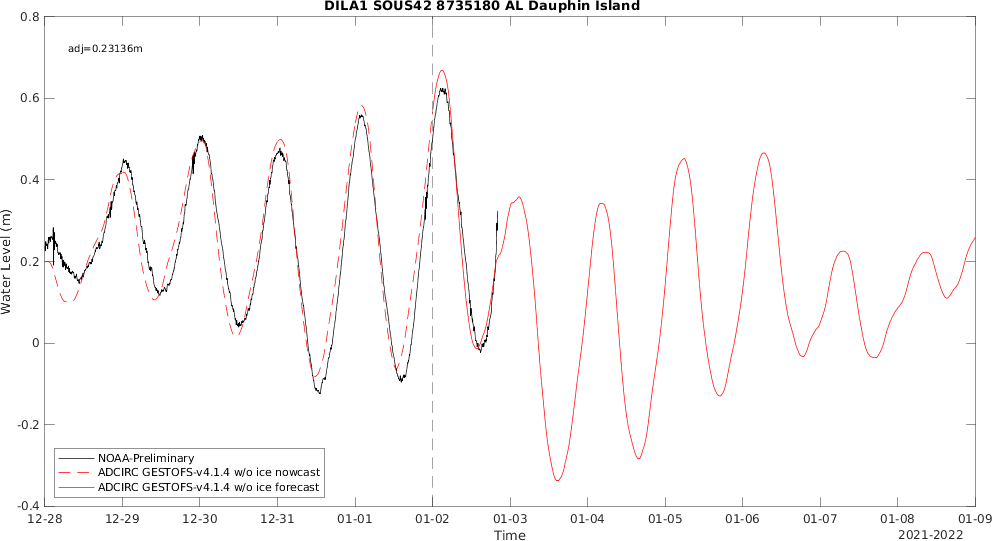 DILA1 SOUS42 8735180 AL Dauphin Island
0.8
adj=0.23136m
0.6
0.4
0.2
0
-0.2
-0.4
Water Level (m)
NOAA-Preliminary
ADCIRC GESTOFS-v4.1.4 w/o ice nowcast
ADCIRC GESTOFS-v4.1.4 w/o ice forecast
12-28 12-29 12-30 12-31 01-01 01-02 01-03 01-04 01-05 01-06 01-07 01-08 01-09
Time
2021-2022